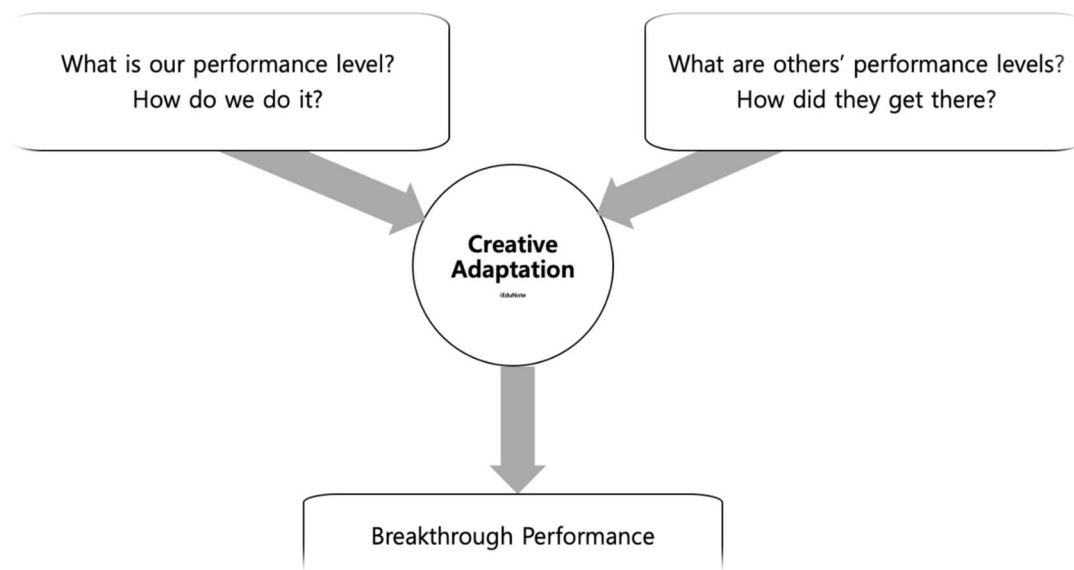 What is our performance level?
How do we do it?
What are others’ performance levels?
How did they get there?
Creative
Adaptation
iEduNote
Breakthrough Performance